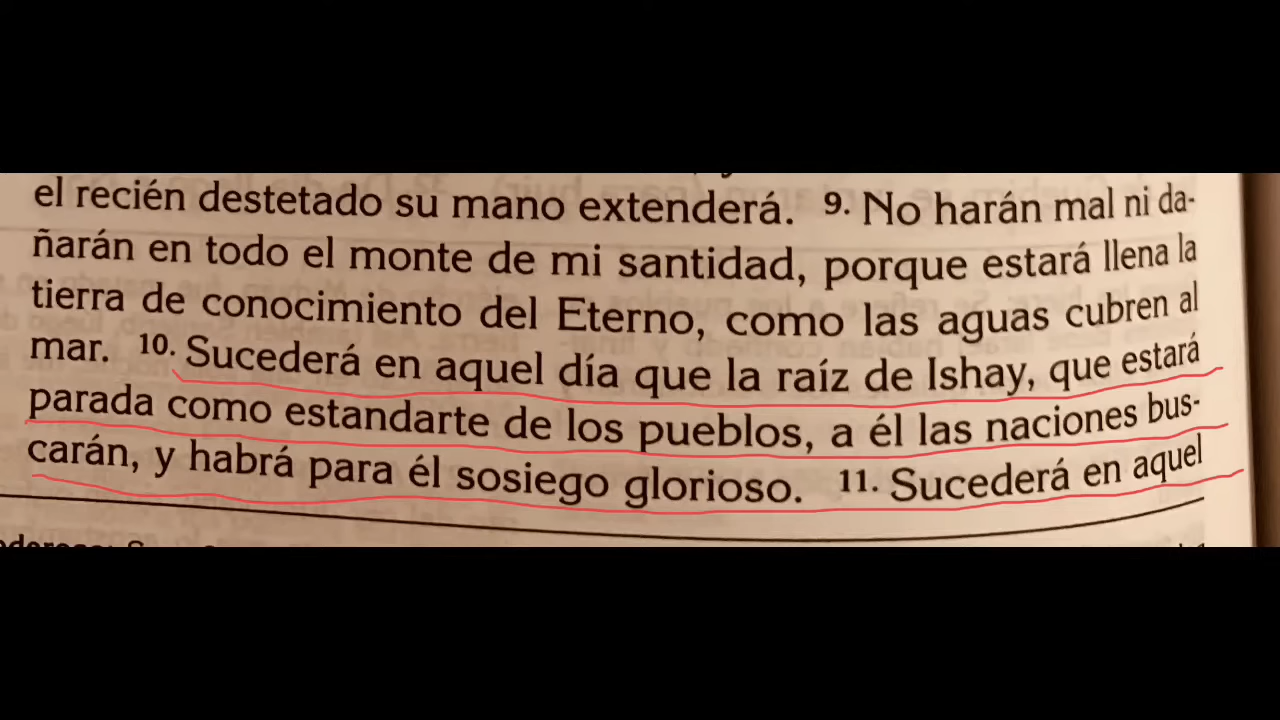 el recién destetado su mano extenderá. 9. No harán mal ni da-
ñarán en todo el monte de mi santidad, porque estará llena la
tierra de conocimiento del Eterno, como las aguas cubren al
mar. 10. Sucederá en aquel día que la raíz de Ishay, que estará
parada como estandarte de los pueblos, a él las naciones bus-
carán, y habrá para él sosiego glorioso. 11. Sucederá en aquel